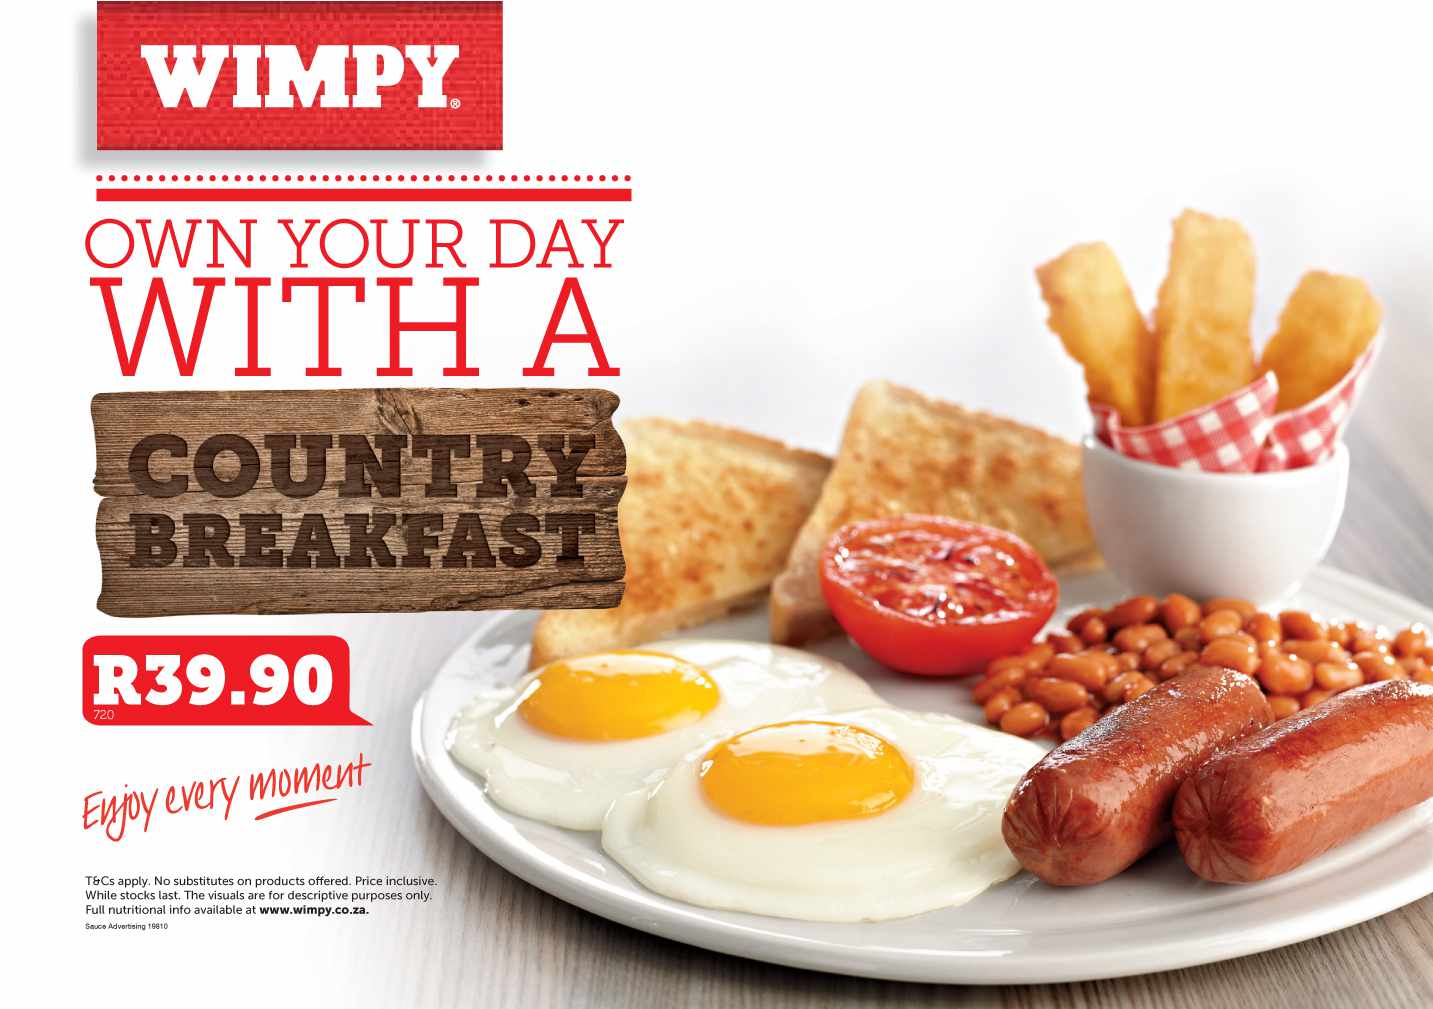 WIMPY®
OWN YOUR DAY
WITH A
COUNTRY
BREAKFAST
R39.90
720
Enjoy every moment
T&Cs apply. No substitutes on products offered. Price inclusive.
While stocks last. The visuals are for descriptive purposes only.
Full nutritional info available at www.wimpy.co.za.
Sauce Advertising 19810